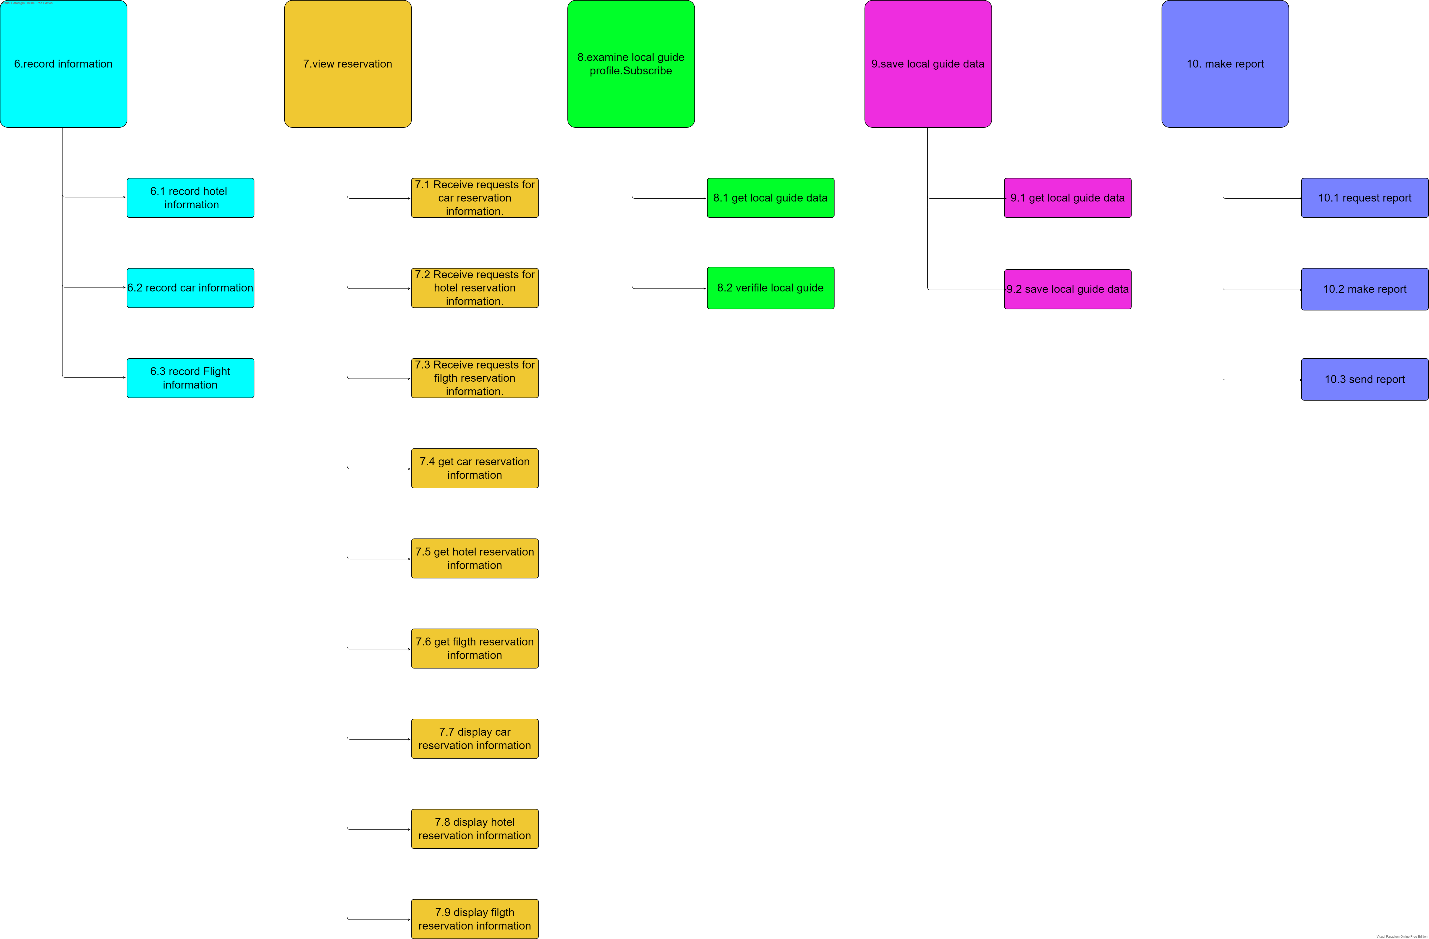 6.record information
7.view reservation
8.examine local guide
profile.Subscribe
9.save local guide data
10. make report
6.1 record hotel
information
7.1 Receive requests for
car reservation
information.
8.1 get local guide data
9.1 get local guide data
10.1 request report
6.2 record car information
7.2 Receive requests for
hotel reservation
information.
8.2 verifile local guide
9.2 save local guide data
10.2 make report
6.3 record Flight
information
7.3 Receive requests for
filgth reservation
information.
10.3 send report
7.4 get car reservation
information
7.5 get hotel reservation
information
7.6 get filgth reservation
information
7.7 display car
reservation information
7.8 display hotel
reservation information
7.9 display filgth
reservation information